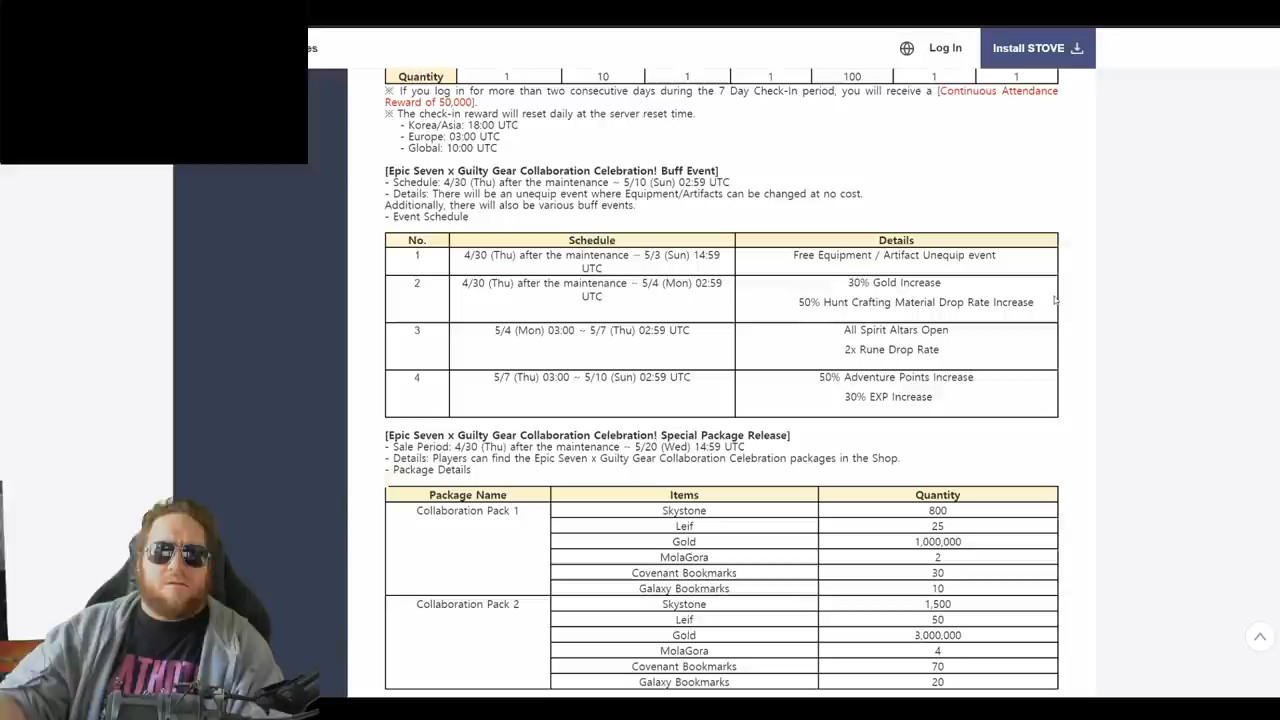 es
Log In
Install STOVE
Quantity 1 10 1 1 100 1 1
※ If you log in for more than two consecutive days during the 7 Day Check-In period, you will receive a [Continuous Attendance
Reward of 50,000].
※ The check-in reward will reset daily at the server reset time.
- Korea/Asia: 18:00 UTC
- Europe: 03:00 UTC
- Global: 10:00 UTC
[Epic Seven x Guilty Gear Collaboration Celebration! Buff Event]
- Schedule: 4/30 (Thu) after the maintenance ~ 5/10 (Sun) 02:59 UTC
- Details: There will be an unequip event where Equipment/Artifacts can be changed at no cost.
Additionally, there will also be various buff events.
- Event Schedule
No. Schedule Details
1 4/30 (Thu) after the maintenance ~ 5/3 (Sun) 14:59 Free Equipment / Artifact Unequip event
UTC
2 4/30 (Thu) after the maintenance ~ 5/4 (Mon) 02:59 30% Gold Increase
UTC
50% Hunt Crafting Material Drop Rate Increase
3 5/4 (Mon) 03:00 ~ 5/7 (Thu) 02:59 UTC All Spirit Altars Open
2x Rune Drop Rate
4 5/7 (Thu) 03:00 ~ 5/10 (Sun) 02:59 UTC 50% Adventure Points Increase
30% EXP Increase
[Epic Seven x Guilty Gear Collaboration Celebration! Special Package Release]
- Sale Period: 4/30 (Thu) after the maintenance ~ 5/20 (Wed) 14:59 UTC
- Details: Players can find the Epic Seven x Guilty Gear Collaboration Celebration packages in the Shop.
- Package Details
Package Name Items Quantity
Collaboration Pack 1 Skystone 800
Leif 25
Gold 1,000,000
MolaGora 2
Covenant Bookmarks 30
Galaxy Bookmarks 10
Collaboration Pack 2 Skystone 1,500
Leif 50
Gold 3,000,000
MolaGora 4
Covenant Bookmarks 70
Galaxy Bookmarks 20